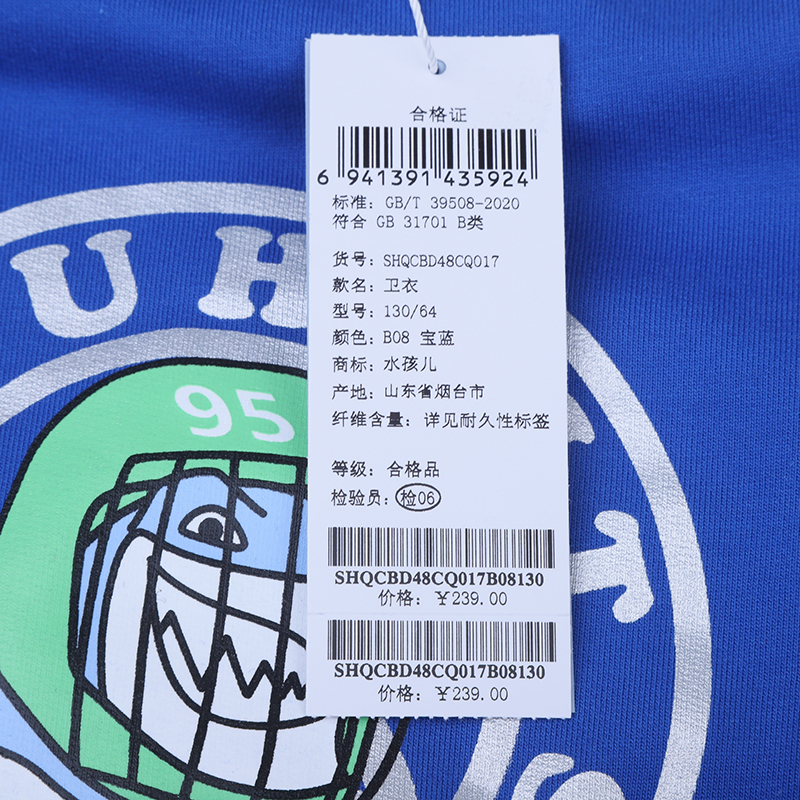 合格证
6 941391 435924
标准: GB/T 39508-2020
符合 GB 31701 B类
货号: SHQCBD48CQ017
款名: 卫衣
型号: 130/64
颜色: B08 宝蓝
商标: 水孩儿
产地: 山东省烟台市
纤维含量: 详见耐久性标签
等级: 合格品
检验员: 检06
SHQCBD48CQ017B08130
价格: ¥239.00
SHQCBD48CQ017B08130
价格: ¥239.00
UH
T
95